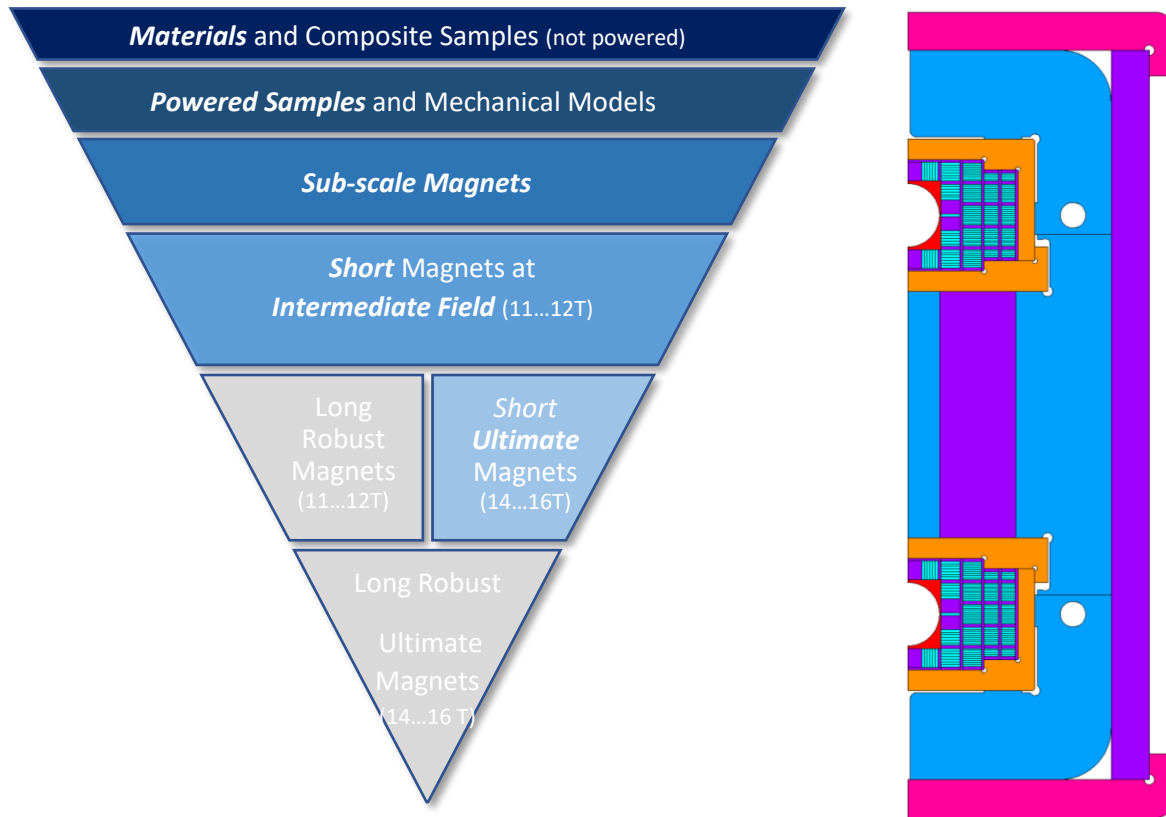 Materials and Composite Samples (not powered)
Powered Samples and Mechanical Models
Sub-scale Magnets
Short Magnets at
Intermediate Field (11...12T)
Long
Robust
Magnets
(11...12T)
Short
Ultimate
Magnets
(14...16T)
Long Robust
Ultimate
Magnets
(14...16 T)